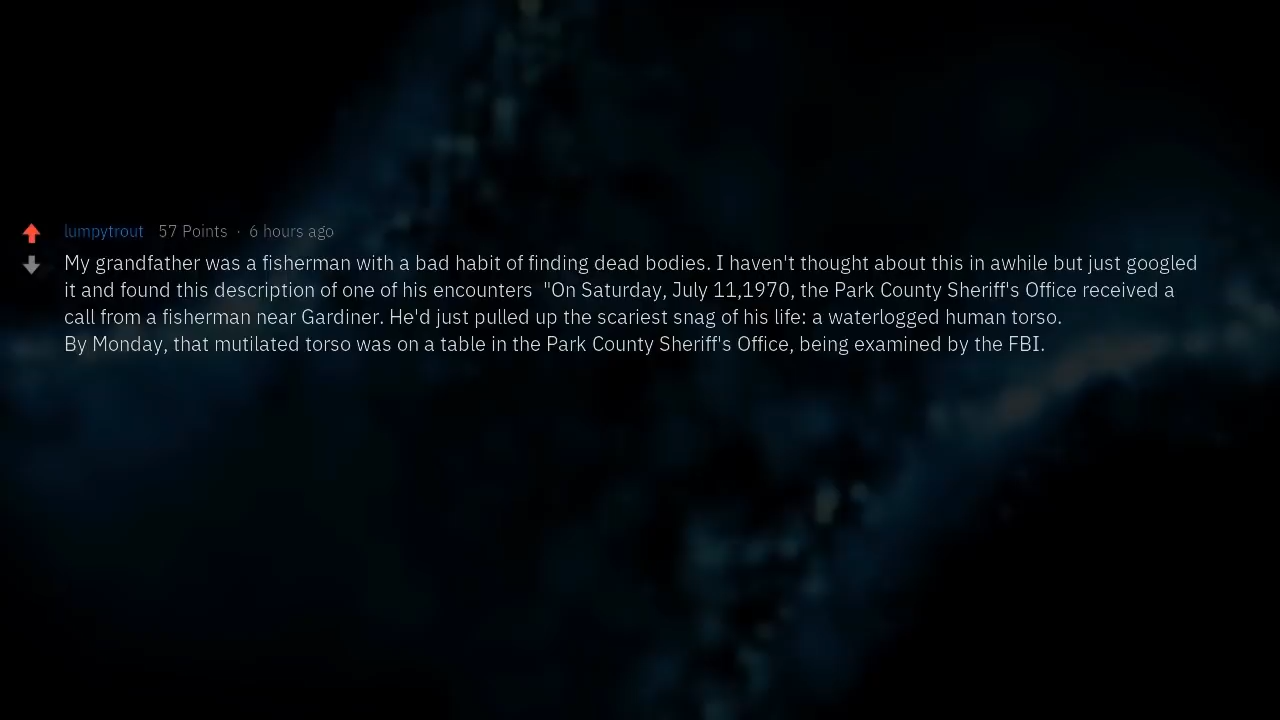 lumpytrout 57 Points · 6 hours ago
My grandfather was a fisherman with a bad habit of finding dead bodies. I haven't thought about this in awhile but just googled
it and found this description of one of his encounters  "On Saturday, July 11,1970, the Park County Sheriff's Office received a
call from a fisherman near Gardiner. He'd just pulled up the scariest snag of his life: a waterlogged human torso.
By Monday, that mutilated torso was on a table in the Park County Sheriff's Office, being examined by the FBI.